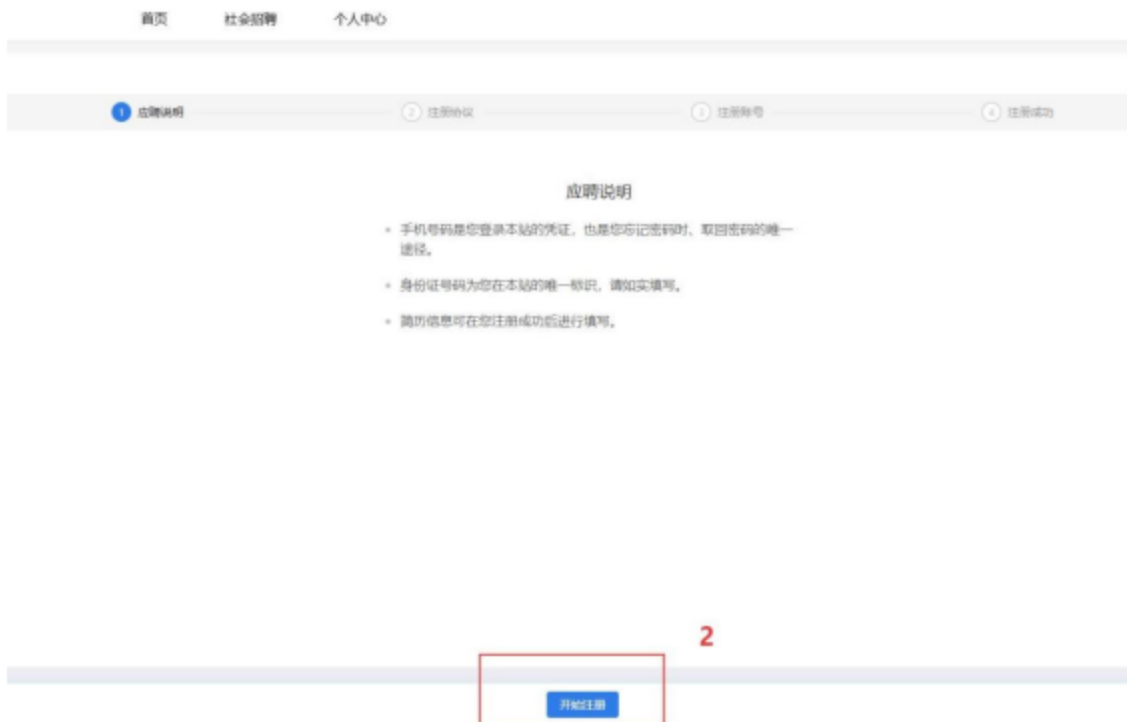 首页 社会招聘 个人中心
1 应聘说明 2 注册协议 3 注册账号 4 注册成功
应聘说明
手机号码是您登录本站的凭证，也是您忘记密码时、取回密码的唯一
途径。
身份证号码为您在本站的唯一标识，请如实填写。
简历信息可在您注册成功后进行填写。
2
开始注册